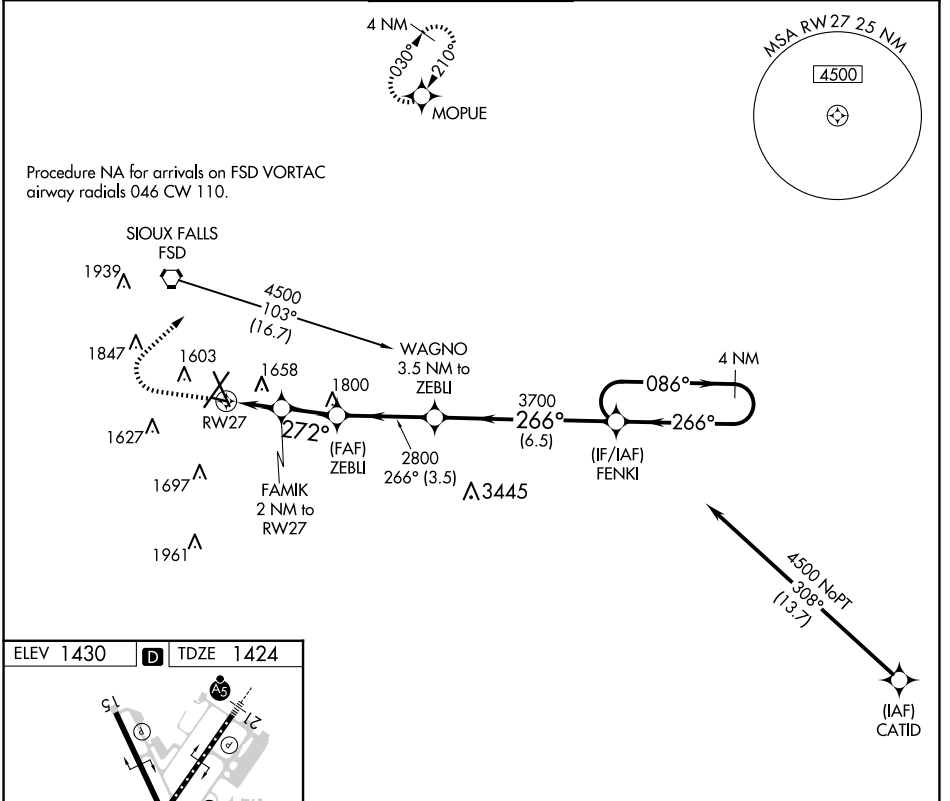 4 NM
030°
210°
MOPUE
MSA RW27 25 NM
4500
Procedure NA for arrivals on FSD VORTAC
airway radials 046 CW 110.
SIOUX FALLS
FSD
1939
4500
103°
(16.7)
1847
1603
1658
1800
WAGNO
3.5 NM to
ZEBLI
4 NM
086°
3700
266°
(6.5)
266°
RW27
272°
(FAF)
ZEBLI
2800
266° (3.5)
(IF/IAF)
FENKI
1627
1697
FAMIK
2 NM to
RW27
3445
1961
4500 NoPT
308°
(13.7)
(IAF)
CATID
ELEV 1430
D
TDZE 1424
A5
15
21
P
P